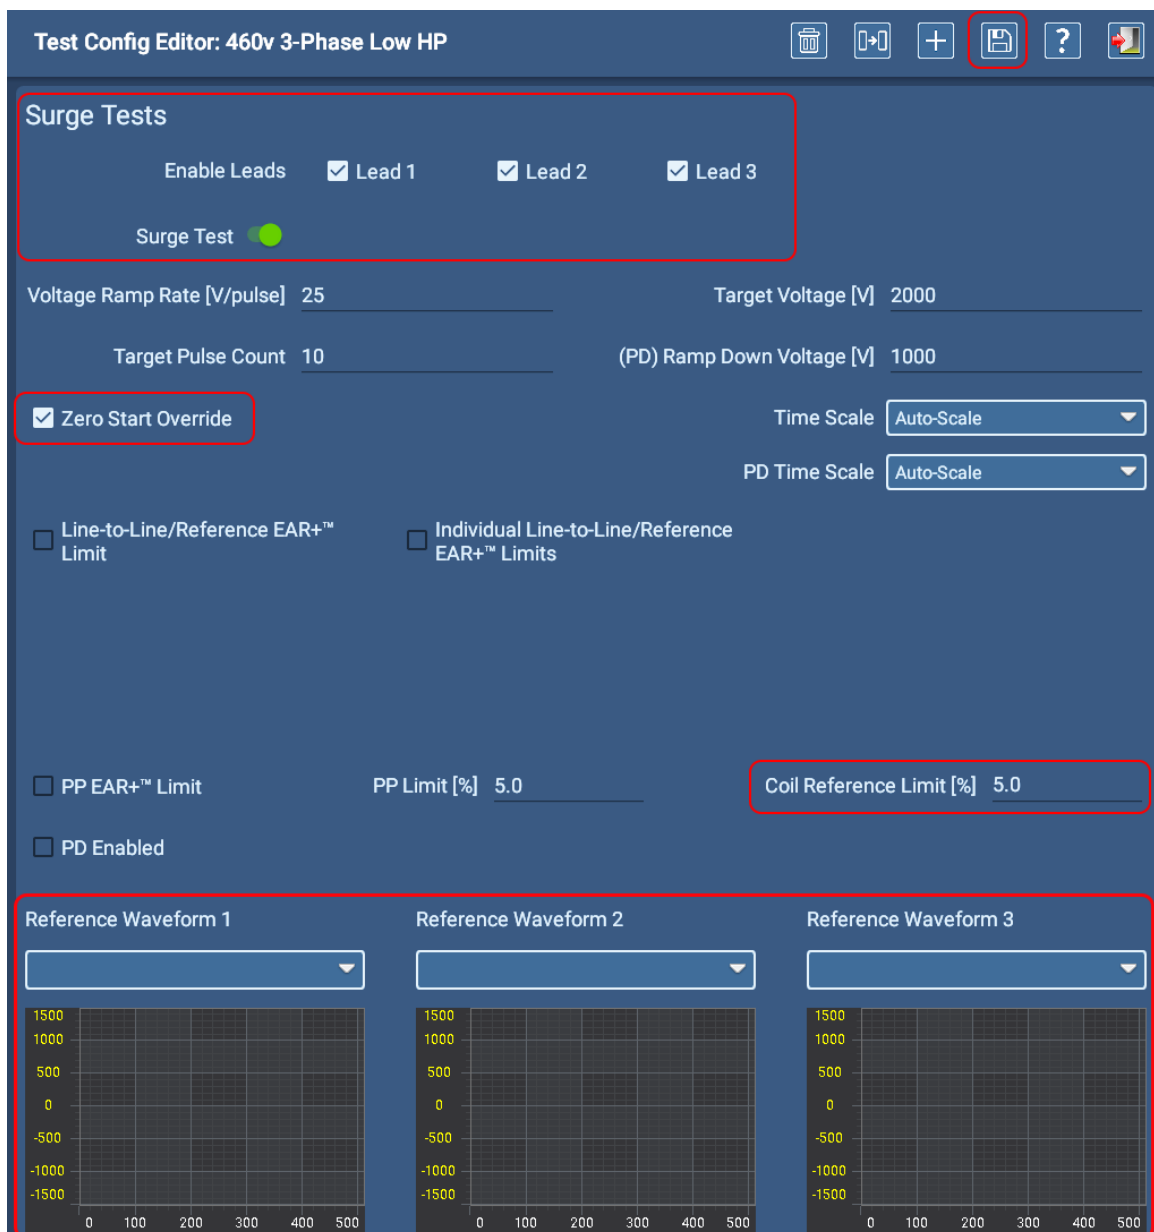 Test Config Editor: 460v 3-Phase Low HP
?
Surge Tests
Enable Leads Lead 1 Lead 2 Lead 3
Surge Test
Voltage Ramp Rate [V/pulse] 25 Target Voltage [V] 2000
Target Pulse Count 10 (PD) Ramp Down Voltage [V] 1000
Zero Start Override Time Scale Auto-Scale
PD Time Scale Auto-Scale
Line-to-Line/Reference EAR+™
Limit
Individual Line-to-Line/Reference
EAR+™ Limits
PP EAR+™ Limit PP Limit [%] 5.0 Coil Reference Limit [%] 5.0
PD Enabled
Reference Waveform 1 Reference Waveform 2 Reference Waveform 3
1500 1500 1500
1000 1000 1000
500 500 500
0 0 0
-500 -500 -500
-1000 -1000 -1000
-1500 -1500 -1500
0 100 200 300 400 500 0 100 200 300 400 500 0 100 200 300 400 500